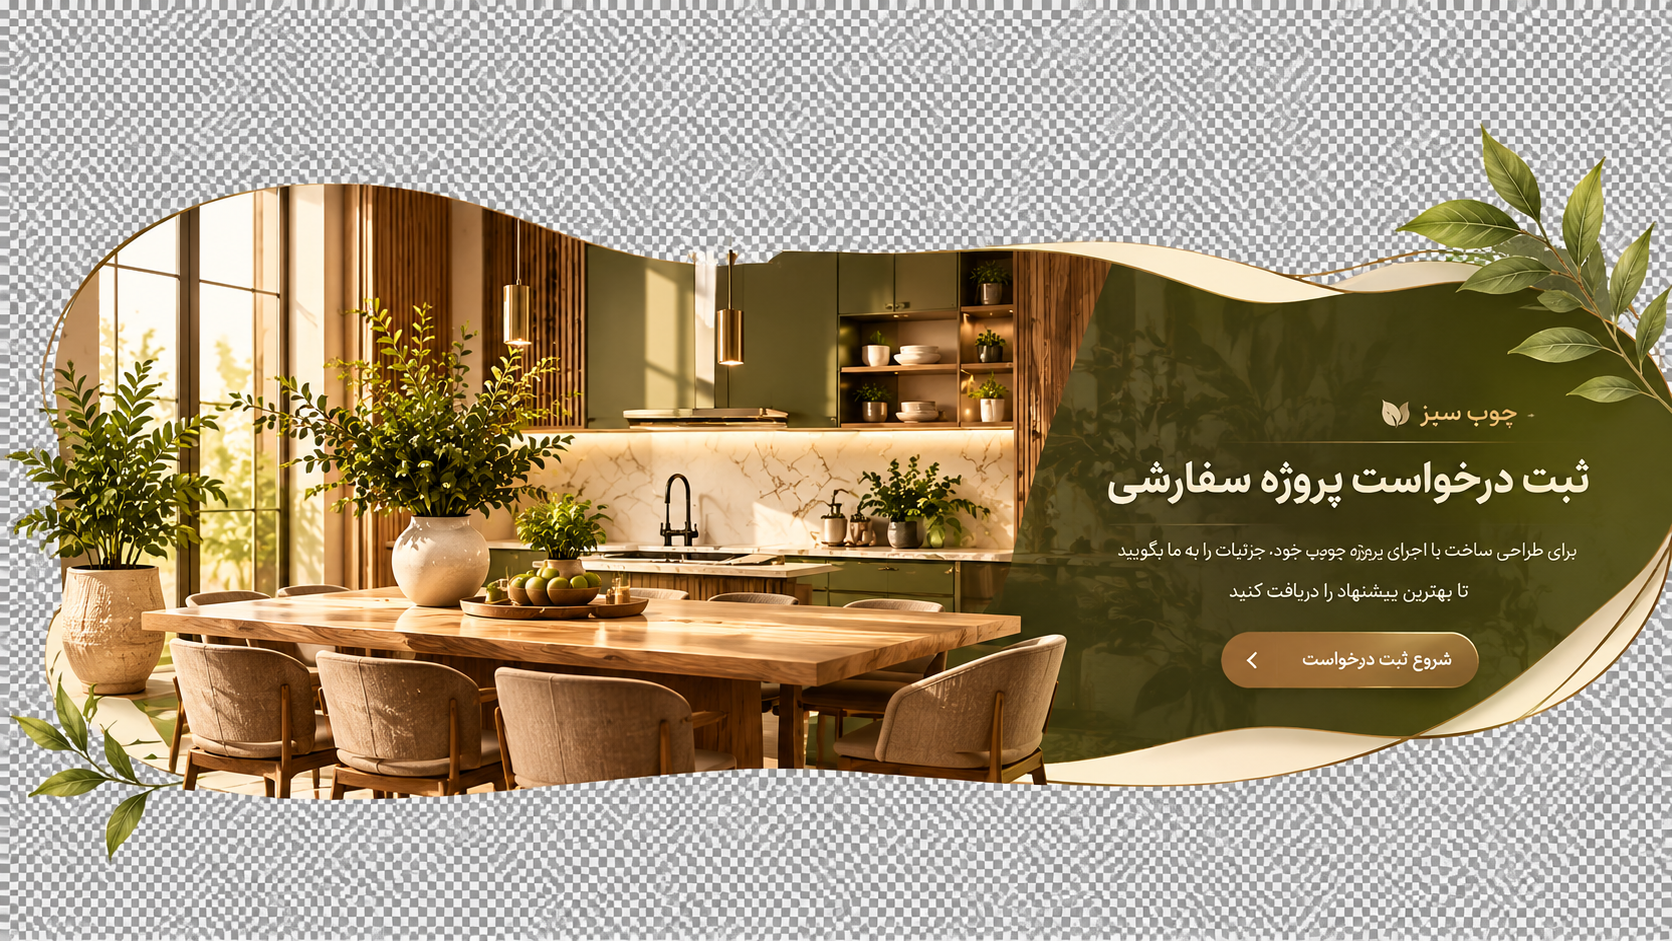 چوب سبز
ثبت درخواست پروژه سفارشی
برای طراحی ساخت با اجرای پروژه چوبی خود، جزئیات را به ما بگویید
تا بهترین پیشنهاد را دریافت کنید
شروع ثبت درخواست